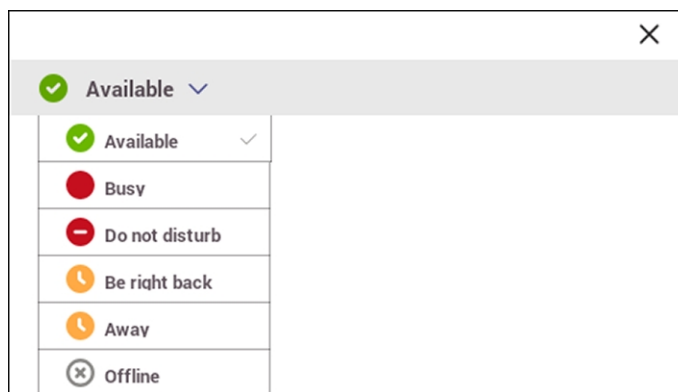 Available
Available
Busy
Do not disturb
Be right back
Away
Offline